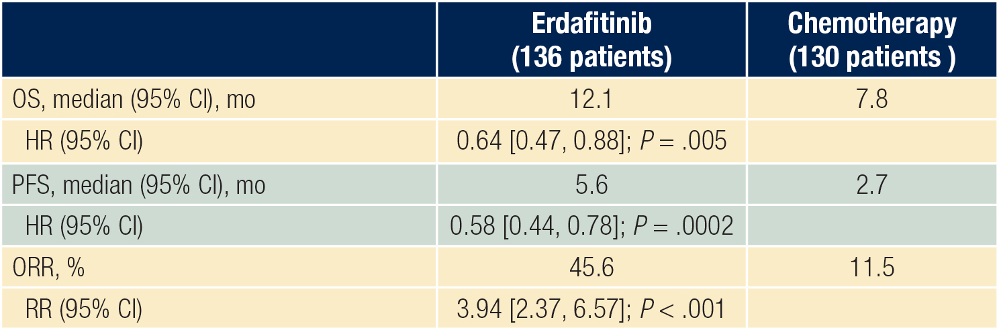 Erdafitinib
(136 patients)
Chemotherapy
(130 patients )
OS, median (95% CI), mo 12.1 7.8
HR (95% CI) 0.64 [0.47, 0.88]; P = .005
PFS, median (95% CI), mo 5.6 2.7
HR (95% CI) 0.58 [0.44, 0.78]; P = .0002
ORR, % 45.6 11.5
RR (95% CI) 3.94 [2.37, 6.57]; P < .001